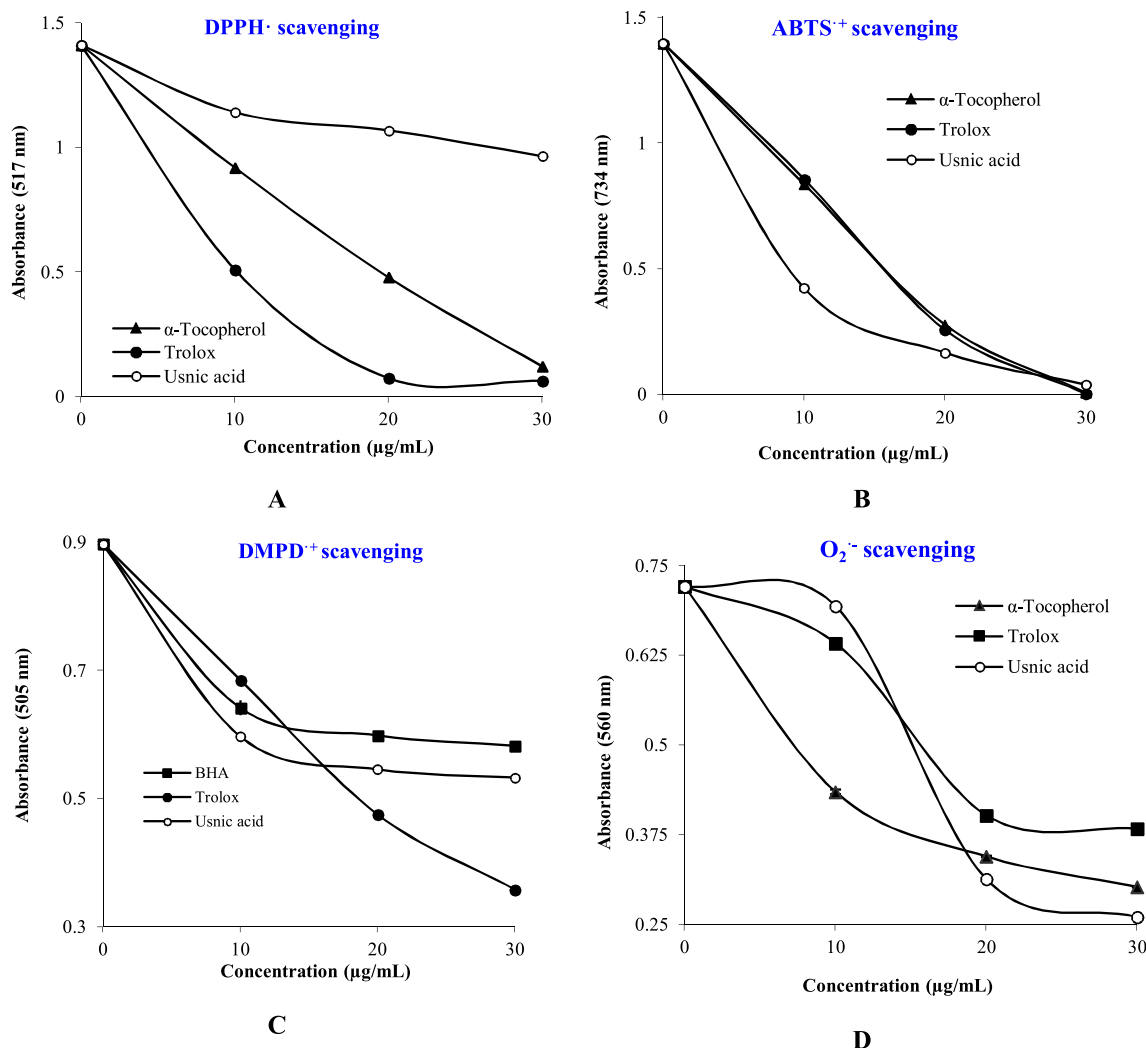 DPPH· scavenging
1.5
1
0.5
0
Absorbance (517 nm)
α-Tocopherol
Trolox
Usnic acid
0 10 20 30
Concentration (µg/mL)
A
ABTS·+ scavenging
1.5
1
0.5
0
Absorbance (734 nm)
α-Tocopherol
Trolox
Usnic acid
0 10 20 30
Concentration (µg/mL)
B
DMPD·+ scavenging
0.9
0.7
0.5
0.3
Absorbance (505 nm)
BHA
Trolox
Usnic acid
0 10 20 30
Concentration (µg/mL)
C
O2·- scavenging
0.75
0.625
0.5
0.375
0.25
Absorbance (560 nm)
α-Tocopherol
Trolox
Usnic acid
0 10 20 30
Concentration (µg/mL)
D